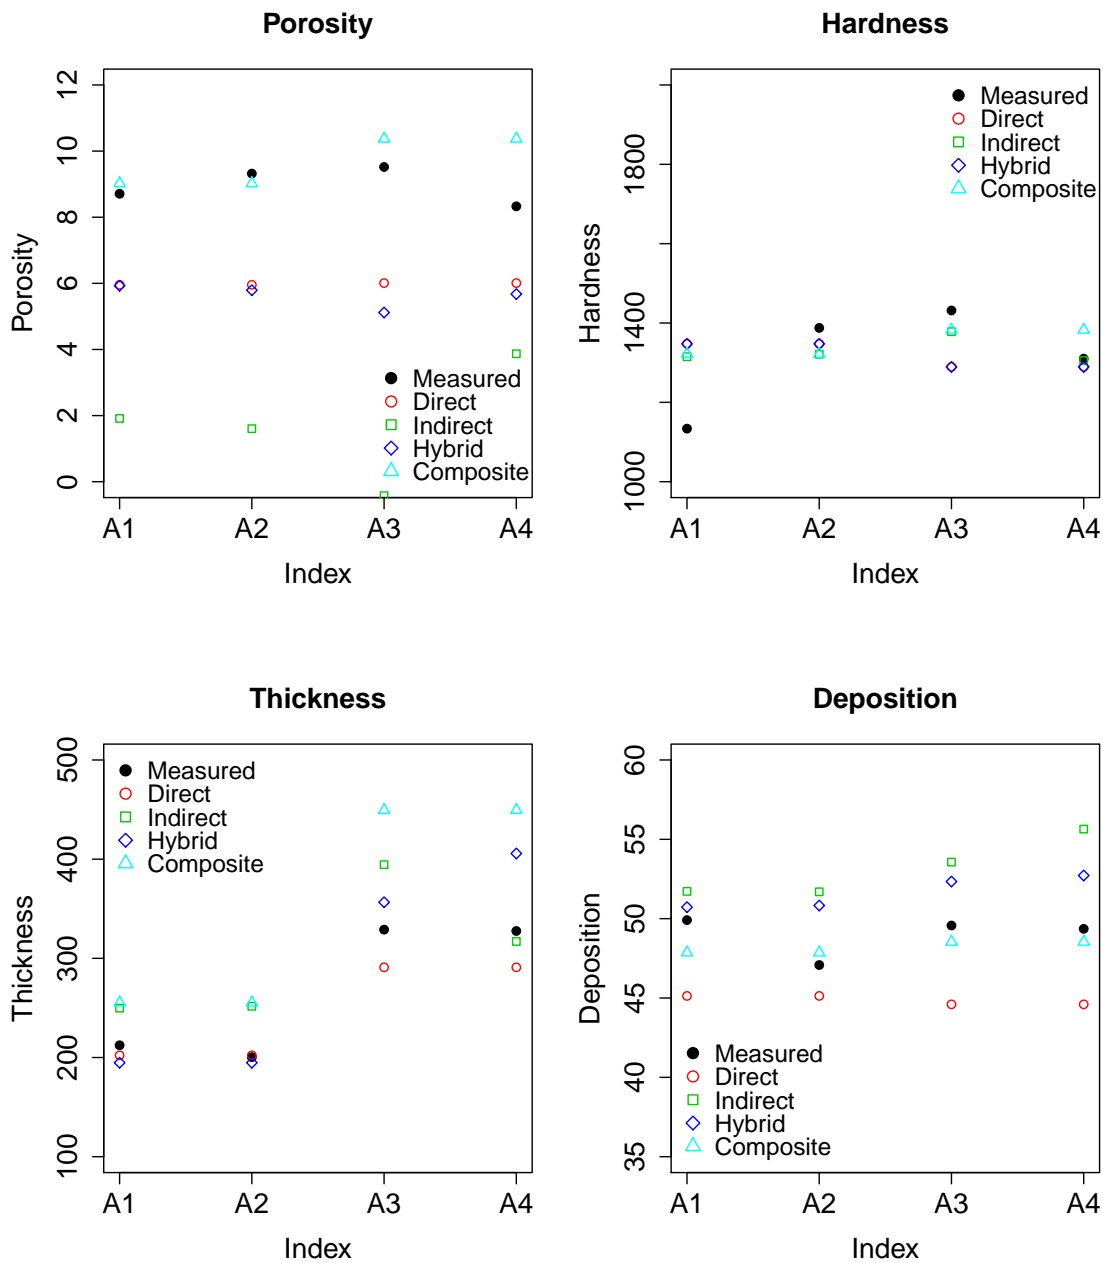 Porosity
12
10
8
6
4
2
0
Porosity
Measured
Direct
Indirect
Hybrid
Composite
A1 A2 A3 A4
Index
Hardness
1800
1400
1000
Hardness
Measured
Direct
Indirect
Hybrid
Composite
A1 A2 A3 A4
Index
Thickness
500
400
300
200
100
Thickness
Measured
Direct
Indirect
Hybrid
Composite
A1 A2 A3 A4
Index
Deposition
60
55
50
45
40
35
Deposition
Measured
Direct
Indirect
Hybrid
Composite
A1 A2 A3 A4
Index